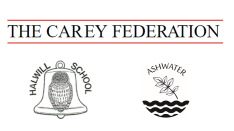 THE CAREY FEDERATION
HALWILL SCHOOL
ASHWATER